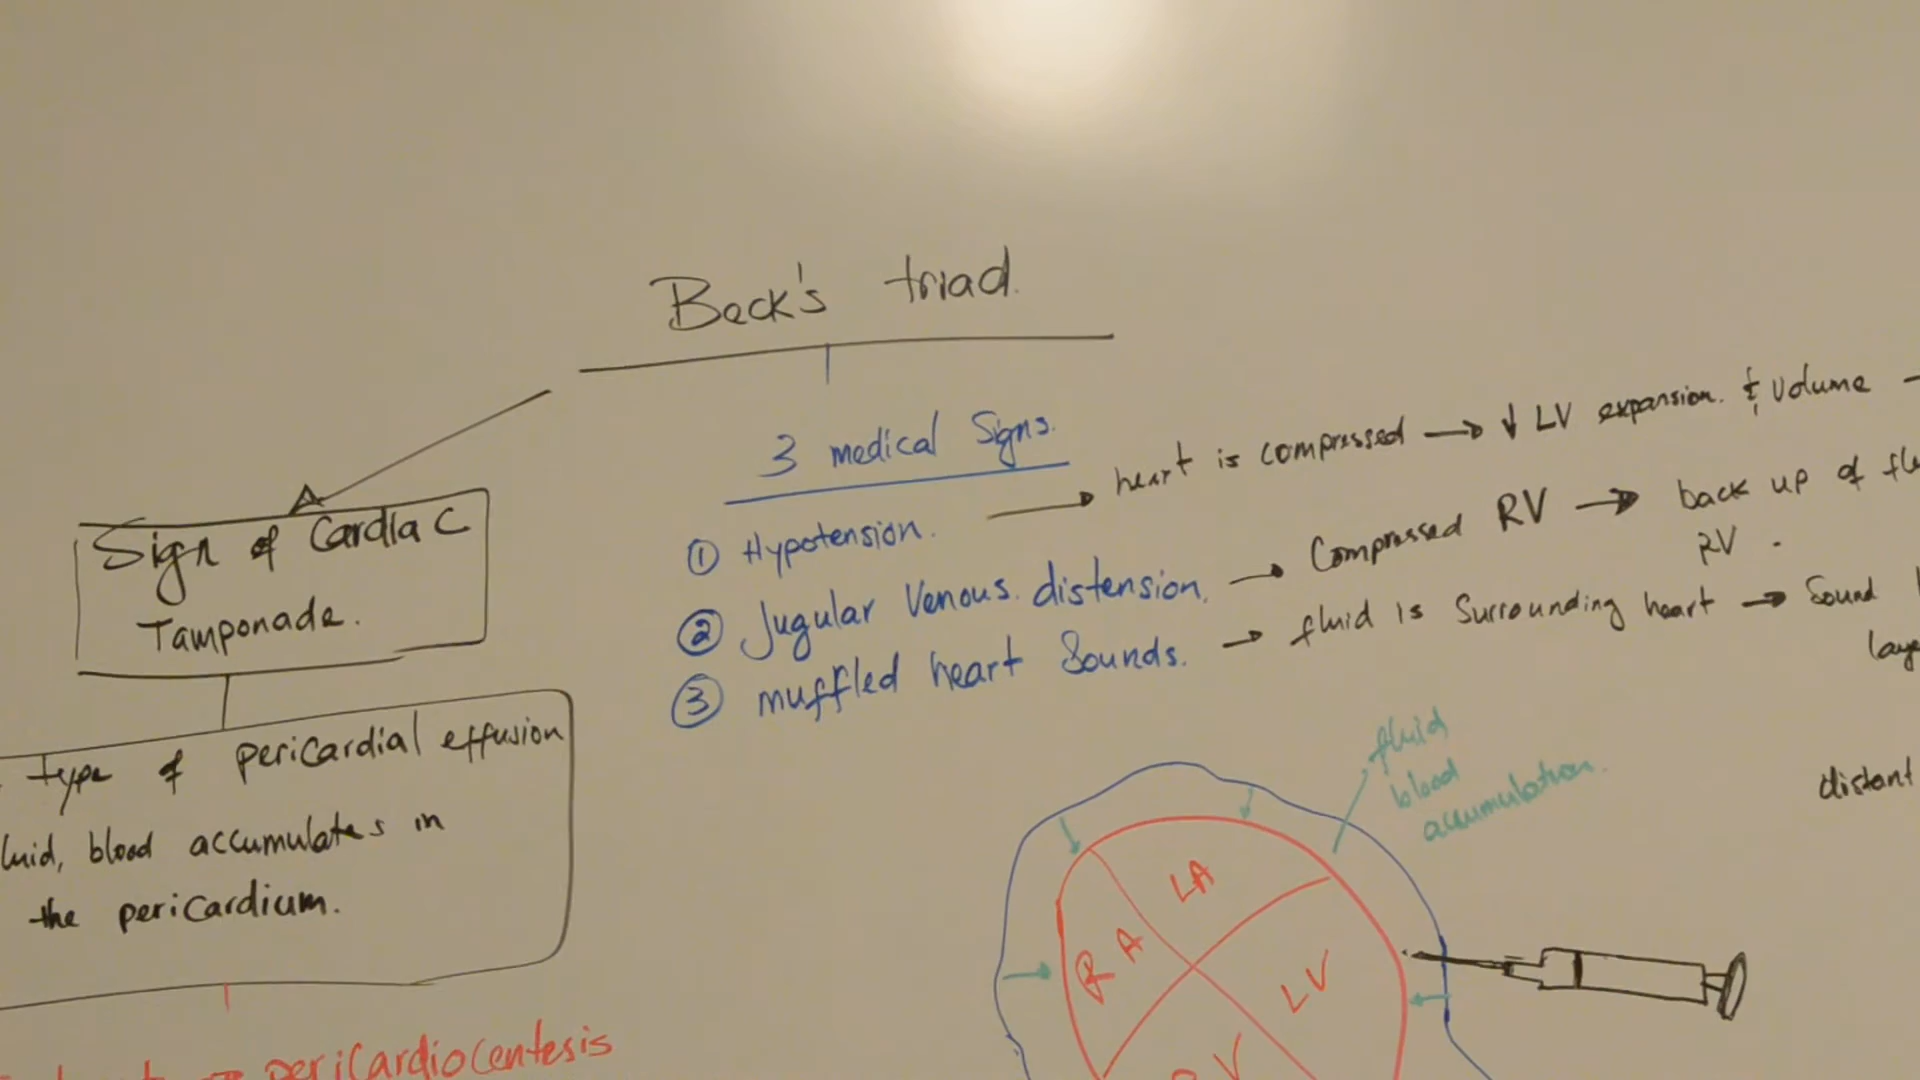 Beck's triad.
3 medical Signs.
① Hypotension. → heart is compressed → ↓ LV expansion. & volume
② Jugular Venous. distension. → Compressed RV → back up of
RV.
③ muffled heart Sounds. → fluid is Surrounding heart → Sound
Sign of Cardiac
Tamponade.
type of pericardial effusion
blood accumulates in
the pericardium.
pericardiocentesis
fluid
blood
accumulation.
distant
LA
RA
LV